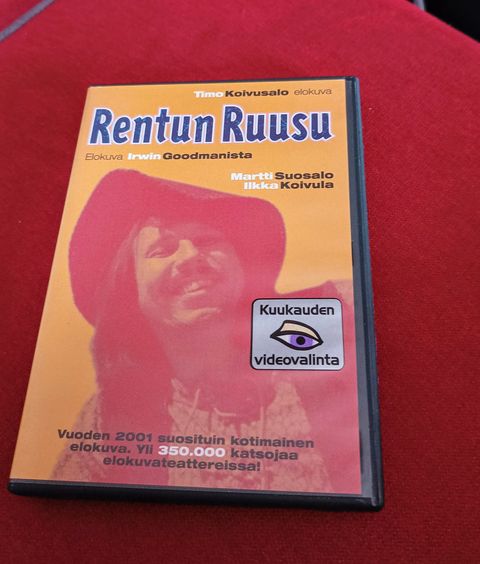 Timo Koivusalo elokuva
Rentun Ruusu
Elokuva Irwin Goodmanista
Martti Suosalo
Ilkka Koivula
Kuukauden
videovalinta
Vuoden 2001 suosituin kotimainen
elokuva. Yli 350.000 katsojaa
elokuvateattereissa!